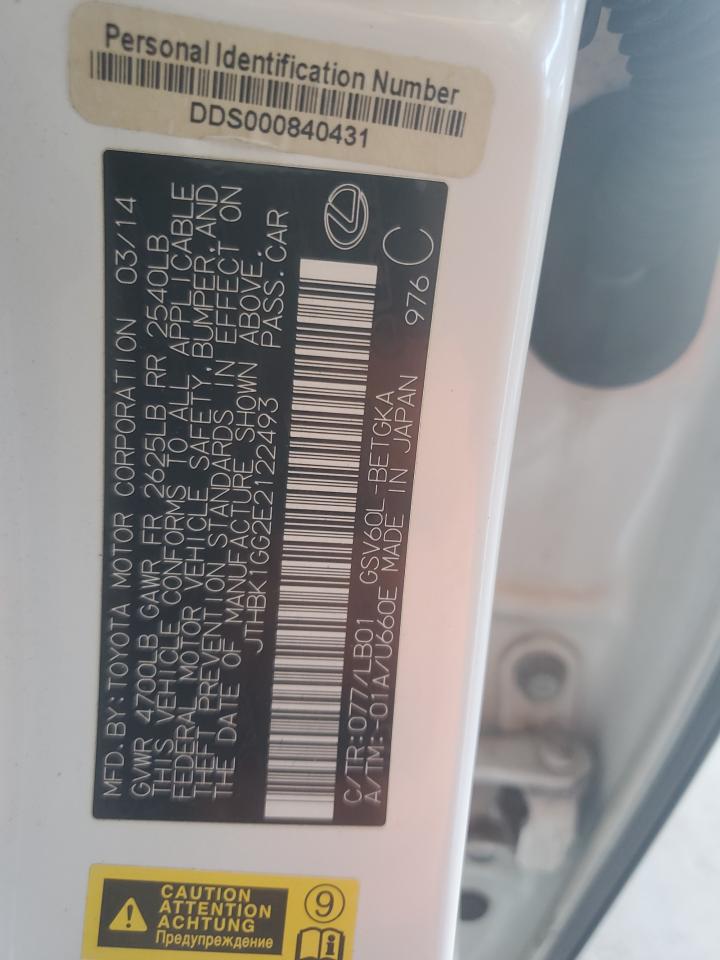 Personal Identification Number
DDS000840431
MFD.BY:TOYOTA MOTOR CORPORATION 03/14
GVWR 4700LB GAWR FR 2625LB RR 2540LB
THIS VEHICLE CONFORMS TO ALL APPLICABLE
FEDERAL MOTOR VEHICLE SAFETY, BUMPER, AND
THEFT PREVENTION STANDARDS IN EFFECT ON
THE DATE OF MANUFACTURE SHOWN ABOVE.
JTHBK1GG2E2122493 PASS.CAR
C/TR:077/LB01 GSV60L-BETGKA
A/TM:-01A/U660E MADE IN JAPAN 976 C
CAUTION
ATTENTION
ACHTUNG
Предупреждение
9